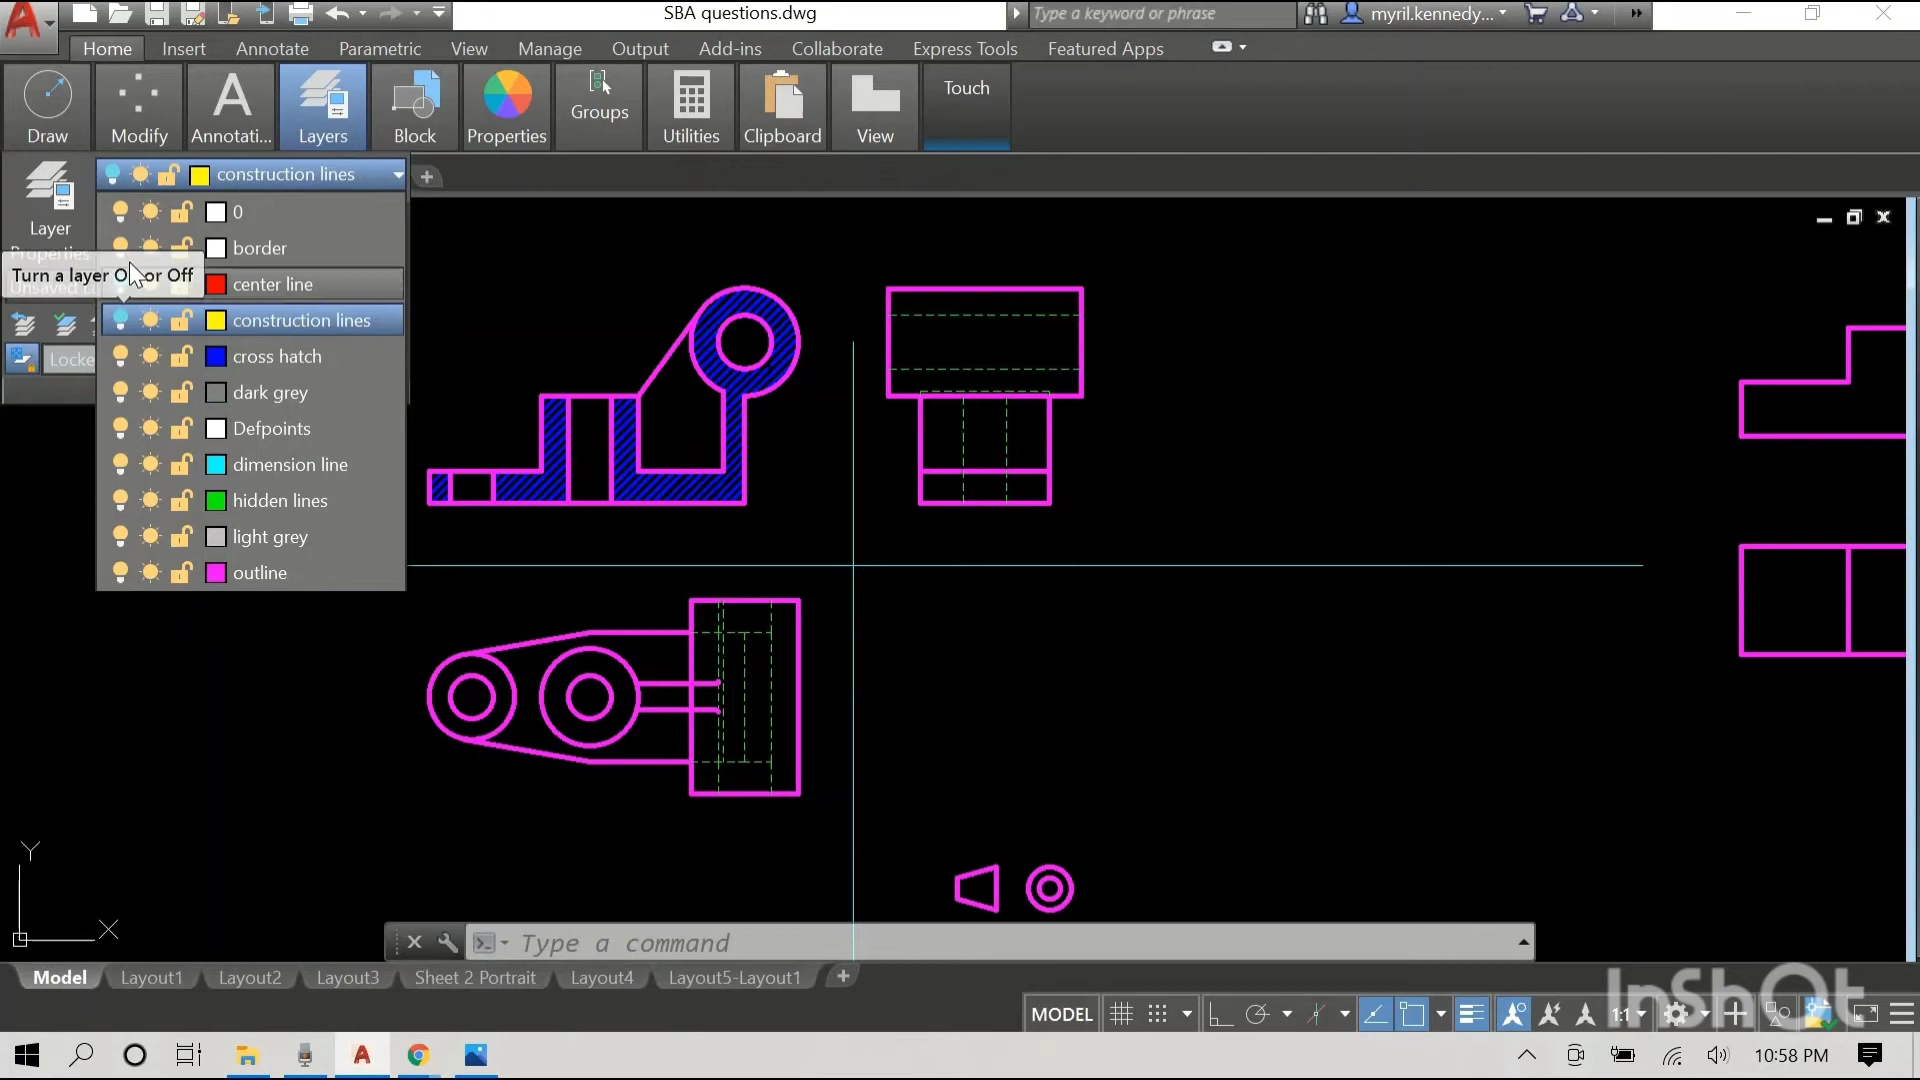 SBA questions.dwg
Type a keyword or phrase
myril.kennedy...
Home Insert Annotate Parametric View Manage Output Add-ins Collaborate Express Tools Featured Apps
Draw Modify Annotati... Layers Block Properties Groups Utilities Clipboard View Touch
construction lines
Layer
Properties
0
border
Turn a layer On or Off
center line
construction lines
Locke
cross hatch
dark grey
Defpoints
dimension line
hidden lines
light grey
outline
Y
X
Type a command
Model Layout1 Layout2 Layout3 Sheet 2 Portrait Layout4 Layout5-Layout1
MODEL 1:1
InShOt
10:58 PM